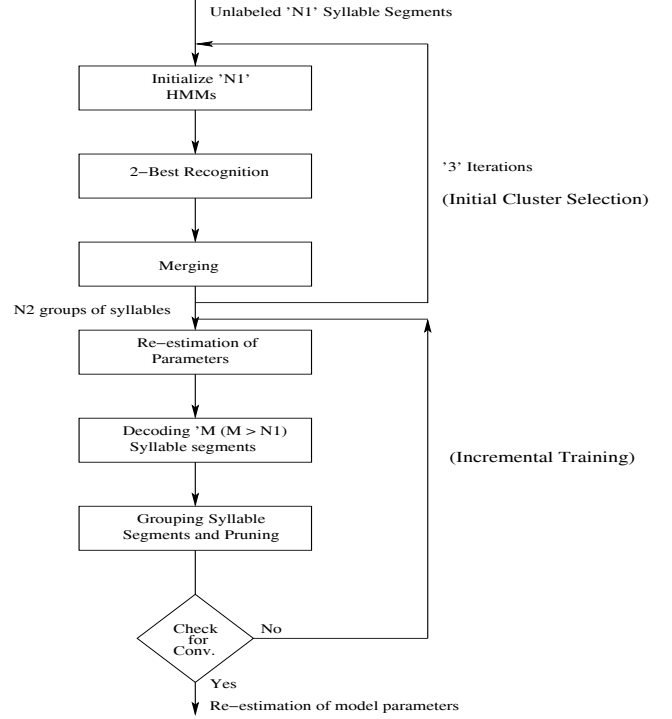 Unlabeled 'N1' Syllable Segments
Initialize 'N1'
HMMs
2−Best Recognition
'3' Iterations
(Initial Cluster Selection)
Merging
N2 groups of syllables
Re−estimation of
Parameters
Decoding 'M (M > N1)
Syllable segments
(Incremental Training)
Grouping Syllable
Segments and Pruning
Check
for
Conv.
No
Yes
Re−estimation of model parameters